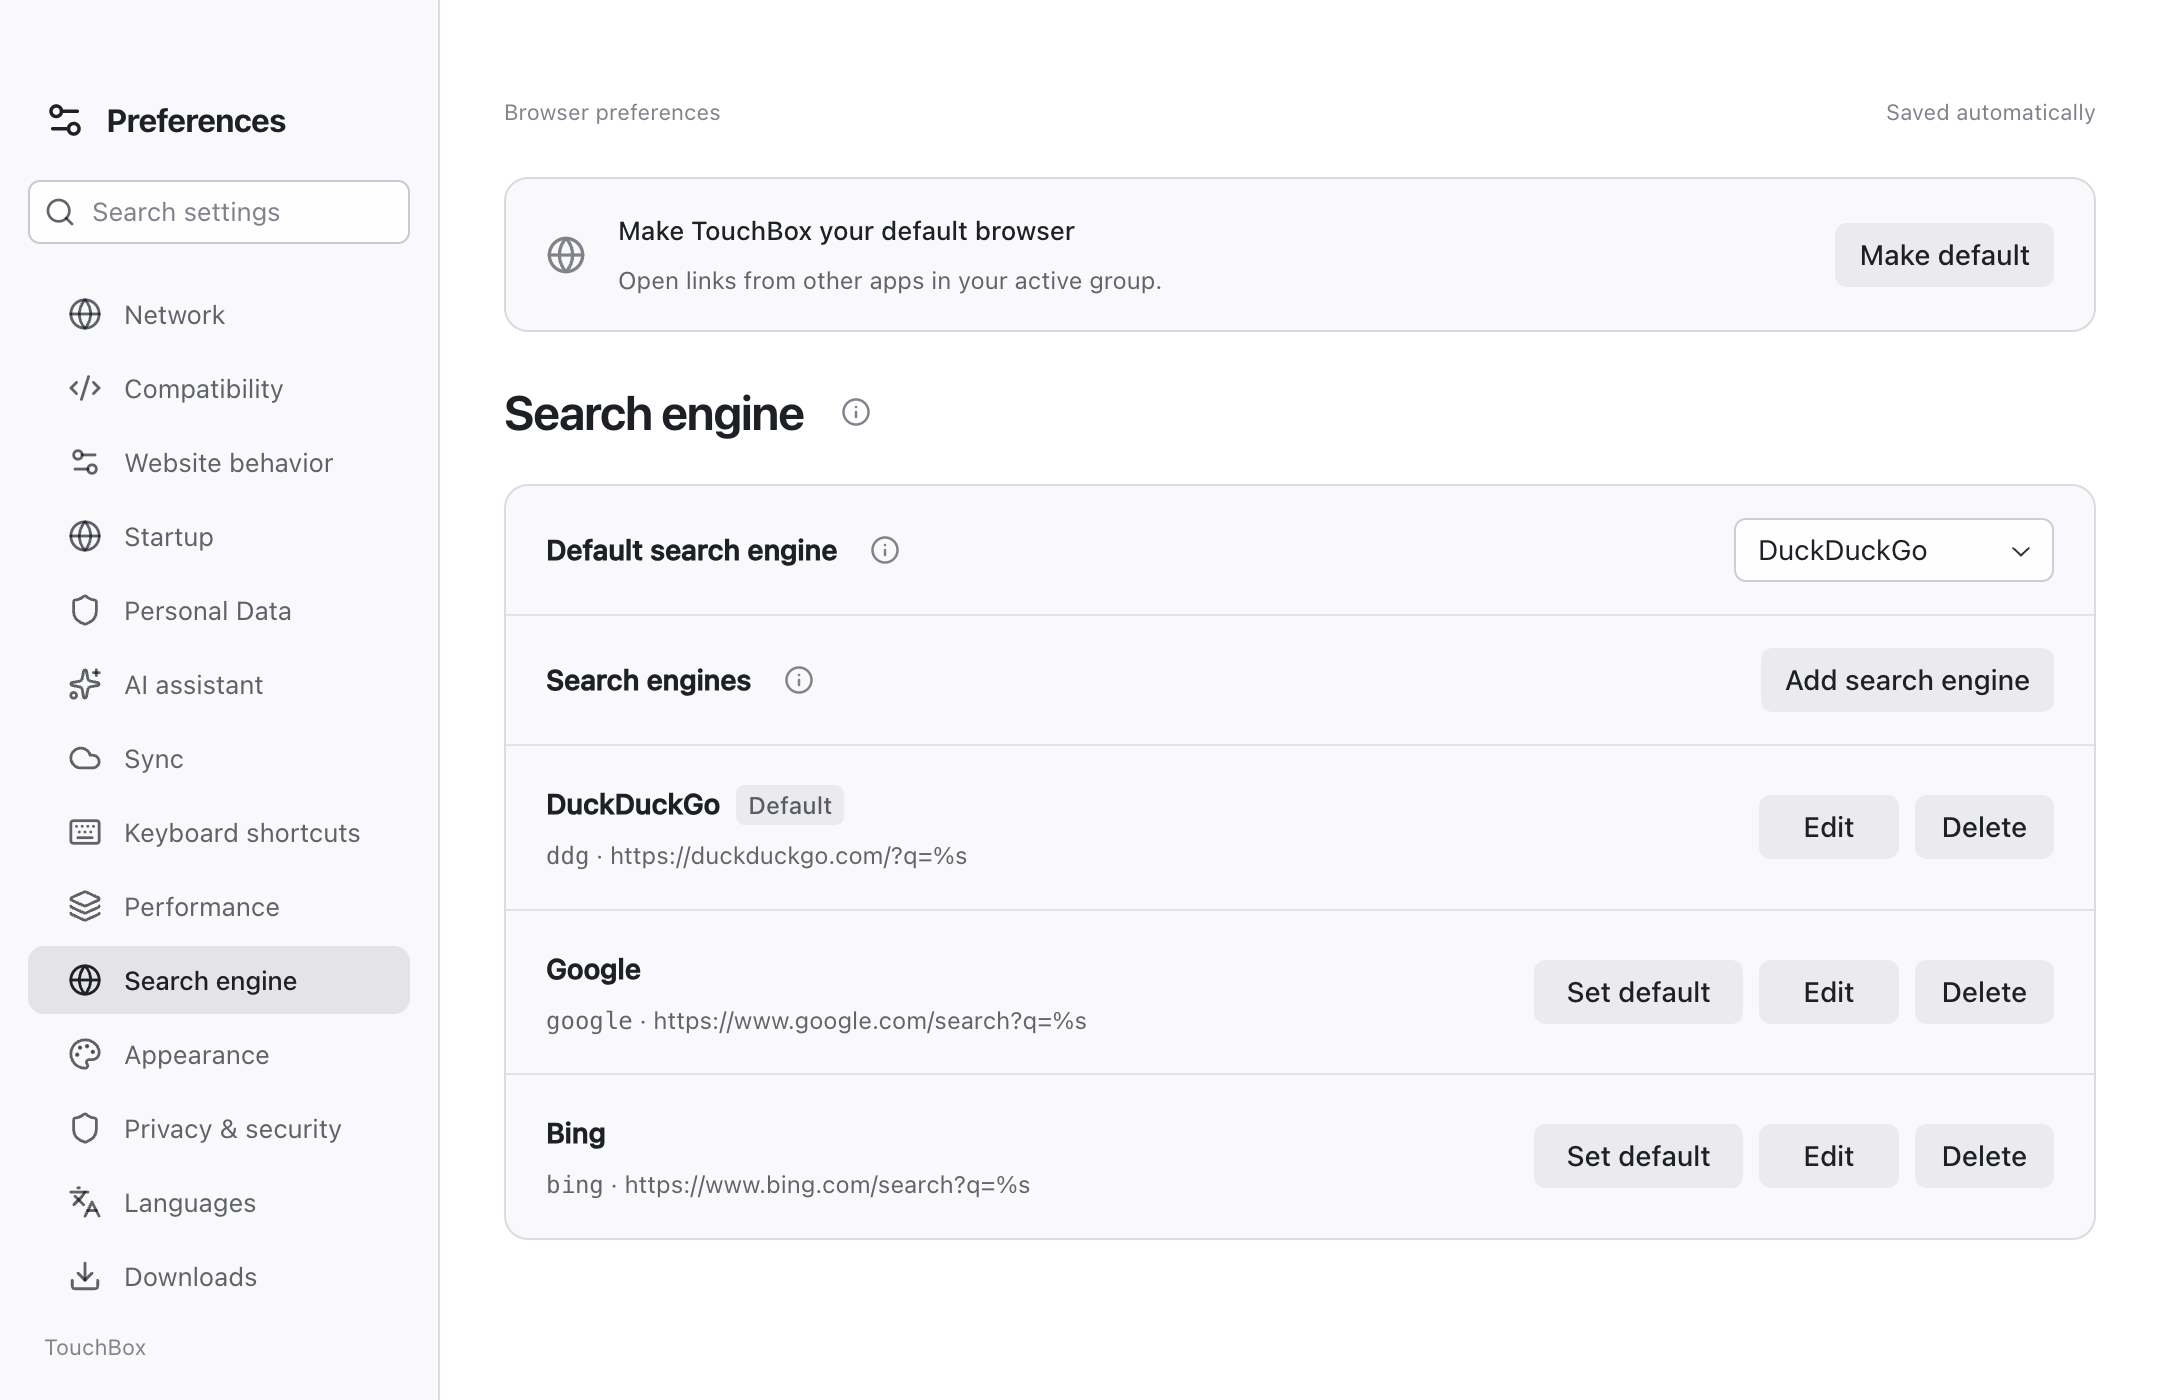 Preferences
Search settings
Network
Compatibility
Website behavior
Startup
Personal Data
AI assistant
Sync
Keyboard shortcuts
Performance
Search engine
Appearance
Privacy & security
Languages
Downloads
TouchBox
Browser preferences
Saved automatically
Make TouchBox your default browser
Open links from other apps in your active group.
Make default
Search engine
Default search engine
DuckDuckGo
Search engines
Add search engine
DuckDuckGo Default
ddg · https://duckduckgo.com/?q=%s
Edit Delete
Google
google · https://www.google.com/search?q=%s
Set default Edit Delete
Bing
bing · https://www.bing.com/search?q=%s
Set default Edit Delete